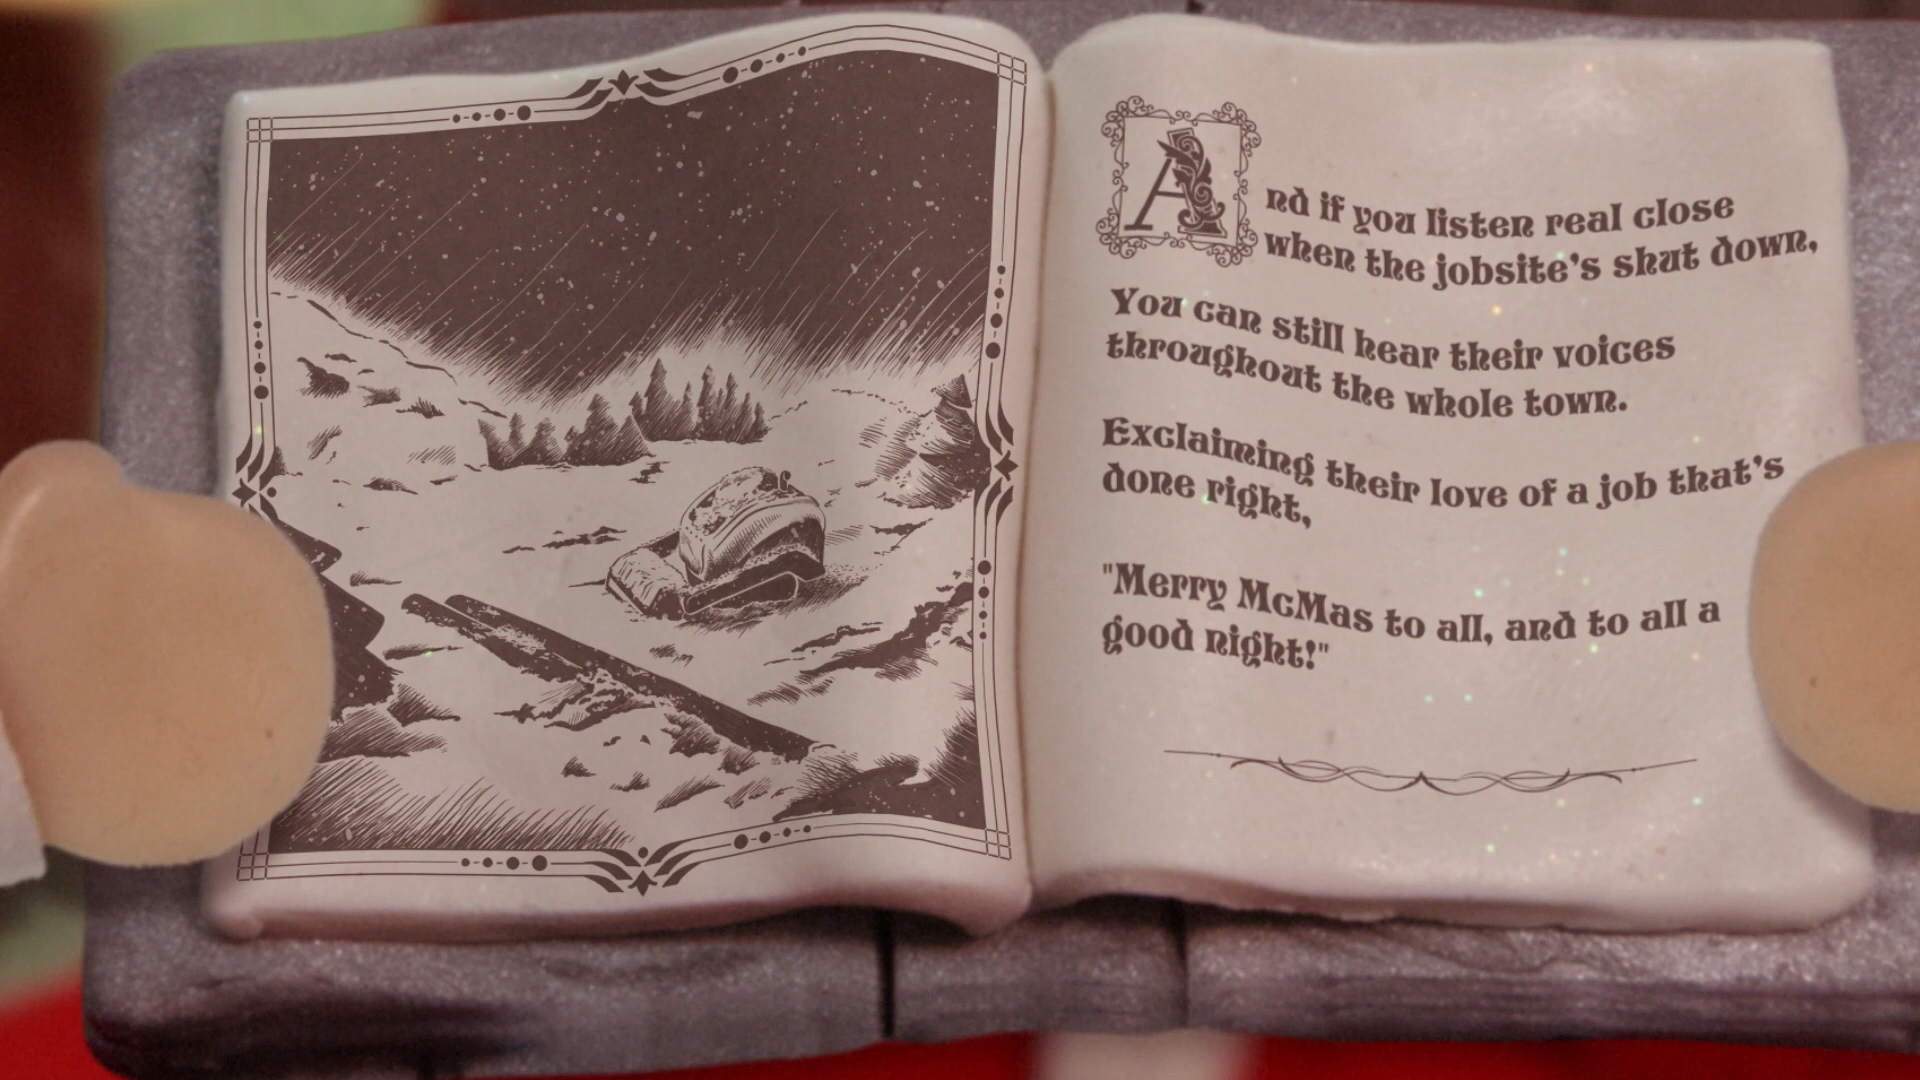 And if you listen real close
when the jobsite's shut down,
You can still hear their voices
throughout the whole town.
Exclaiming their love of a job that's
done right,
"Merry McMas to all, and to all a
good night!"